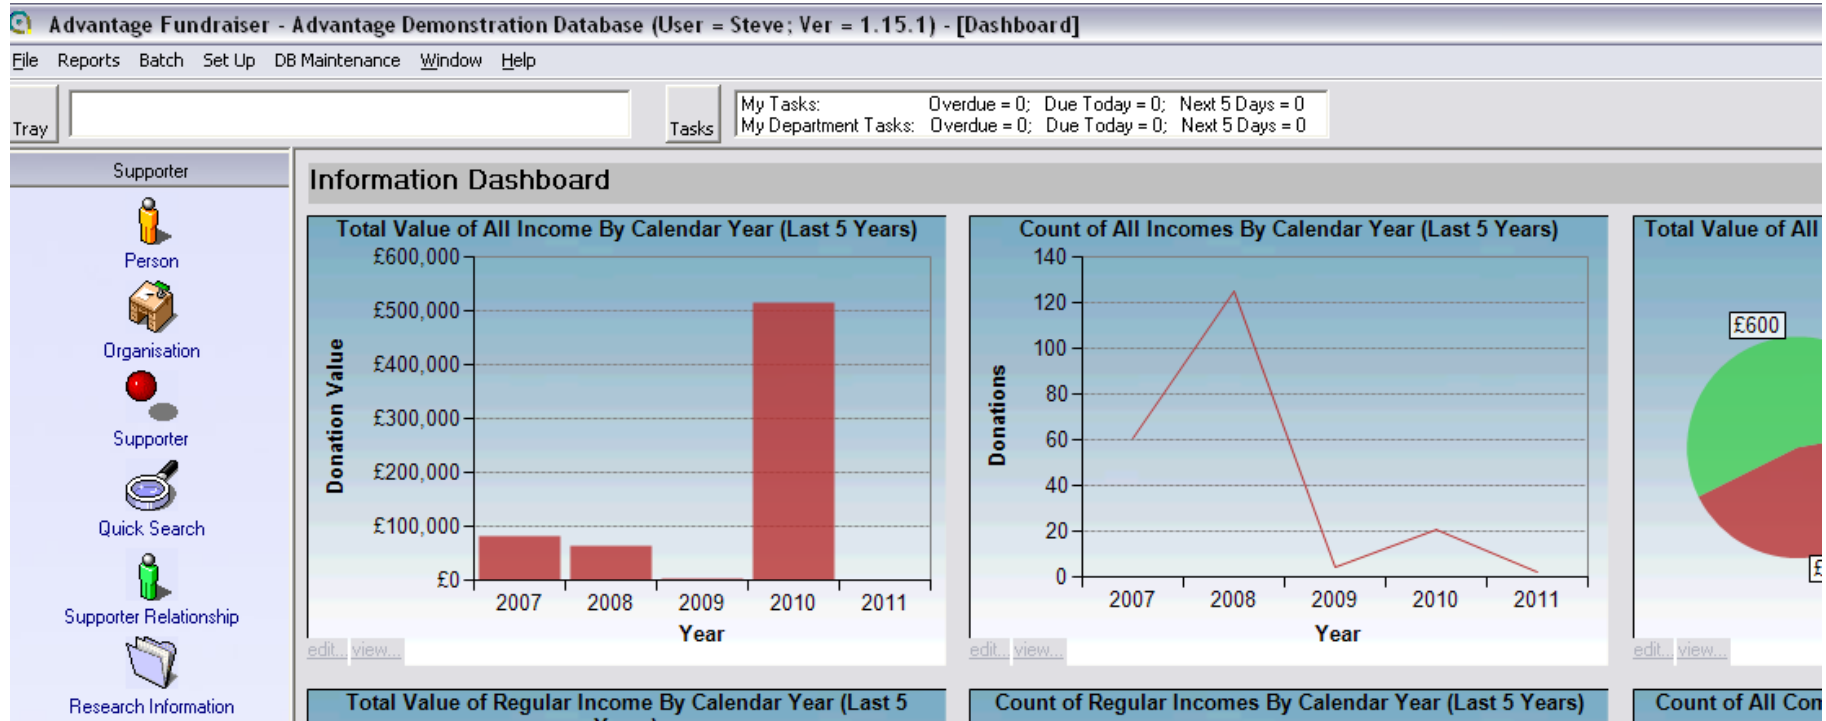 Advantage Fundraiser - Advantage Demonstration Database (User = Steve; Ver = 1.15.1) - [Dashboard]
File Reports Batch Set Up DB Maintenance Window Help
Tray
Tasks
My Tasks: Overdue = 0; Due Today = 0; Next 5 Days = 0
My Department Tasks: Overdue = 0; Due Today = 0; Next 5 Days = 0
Supporter
Person
Organisation
Supporter
Quick Search
Supporter Relationship
Research Information
Information Dashboard
Total Value of All Income By Calendar Year (Last 5 Years)
Donation Value
£600,000
£500,000
£400,000
£300,000
£200,000
£100,000
£0
2007 2008 2009 2010 2011
Year
edit... view...
Count of All Incomes By Calendar Year (Last 5 Years)
Donations
140
120
100
80
60
40
20
0
2007 2008 2009 2010 2011
Year
edit... view...
Total Value of All
£600
£
edit... view...
Total Value of Regular Income By Calendar Year (Last 5
Count of Regular Incomes By Calendar Year (Last 5 Years)
Count of All Com